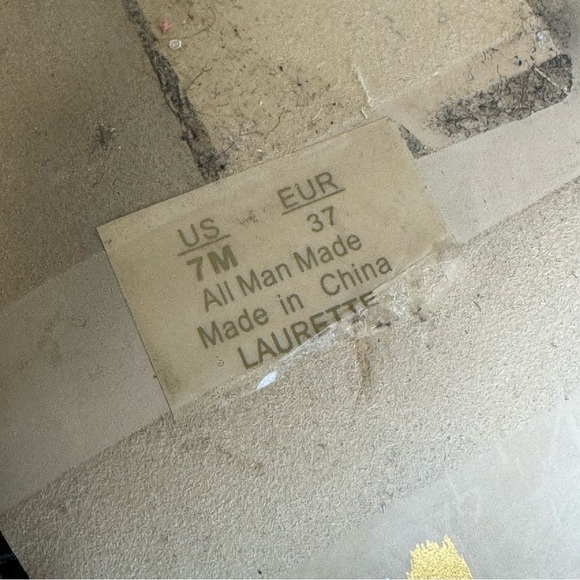 US EUR
7M 37
All Man Made
Made in China
LAURETTE